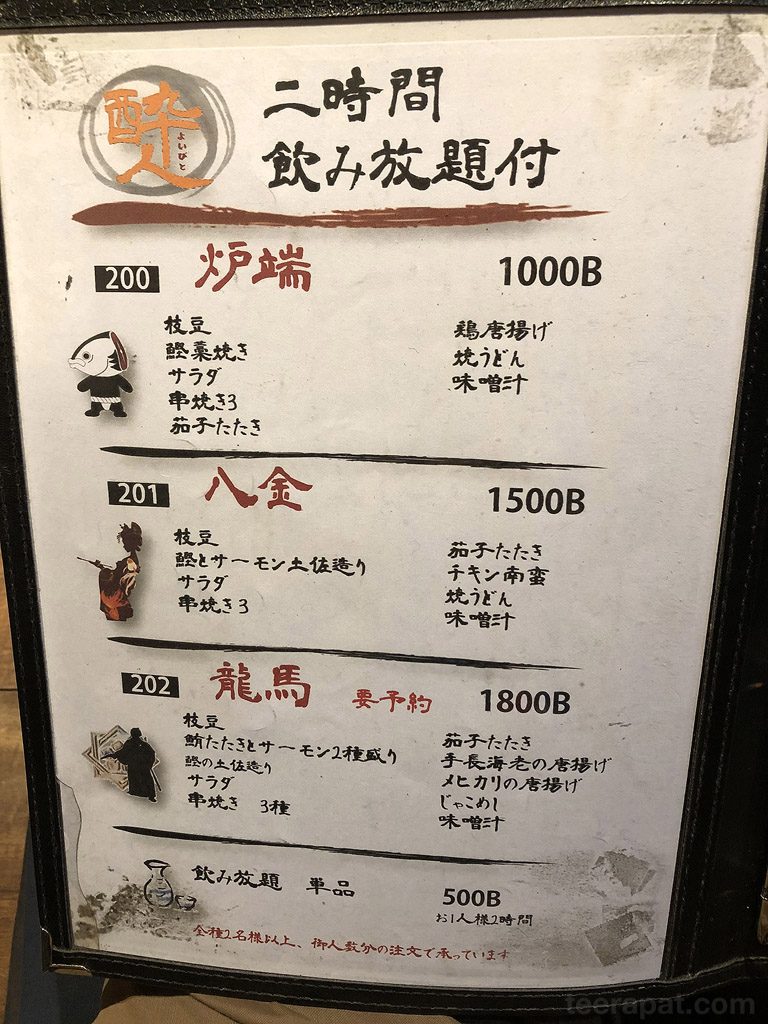 酔人
よいびと
二時間
飲み放題付
200 炉端 1000B
枝豆
鰹藁焼き
サラダ
串焼き3
茄子たたき
鶏唐揚げ
焼うどん
味噌汁
201 八金 1500B
枝豆
鰹とサーモン土佐造り
サラダ
串焼き3
茄子たたき
チキン南蛮
焼うどん
味噌汁
202 龍馬 要予約 1800B
枝豆
鮪たたきとサーモン2種盛り
鰹の土佐造り
サラダ
串焼き 3種
茄子たたき
手長海老の唐揚げ
メヒカリの唐揚げ
じゃこめし
味噌汁
飲み放題 単品 500B
お1人様2時間
全種2名様以上、御人数分の注文で承っています
teerapat.com